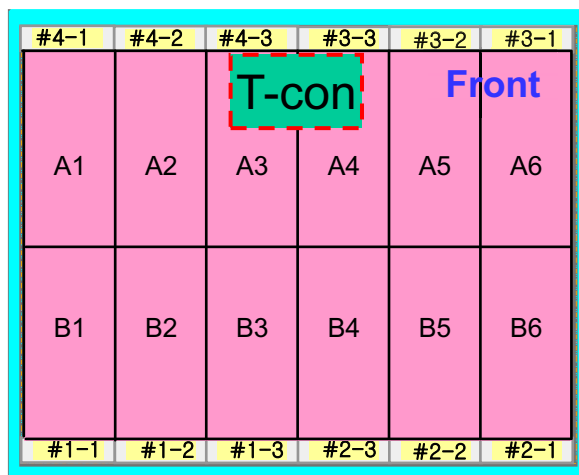 #4-1 #4-2 #4-3 #3-3 #3-2 #3-1
T-con Front
A1 A2 A3 A4 A5 A6
B1 B2 B3 B4 B5 B6
#1-1 #1-2 #1-3 #2-3 #2-2 #2-1